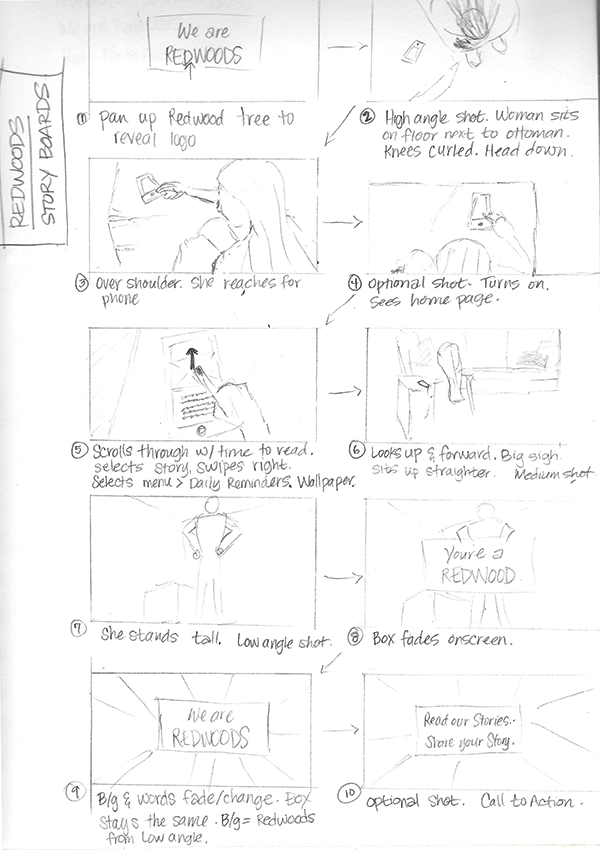 REDWOODS
STORY BOARDS
We are
REDWOODS
① Pan up Redwood tree to
reveal logo
② High angle shot. Woman sits
on floor next to ottoman.
Knees curled. Head down.
③ Over shoulder. She reaches for
phone
④ Optional shot. Turns on.
Sees home page.
⑤ Scrolls through w/ time to read.
selects story, swipes right.
Selects menu > Daily Reminders. Wallpaper.
⑥ Looks up & forward. Big sigh
sits up straighter. Medium shot.
⑦ She stands tall. Low angle shot.
You're a
REDWOOD
⑧ Box fades onscreen.
We are
REDWOODS
⑨ B/g & words fade/change. Box
stays the same. B/g = Redwoods
from Low angle.
Read our Stories..
Share your Story.
⑩ Optional shot. Call to Action.